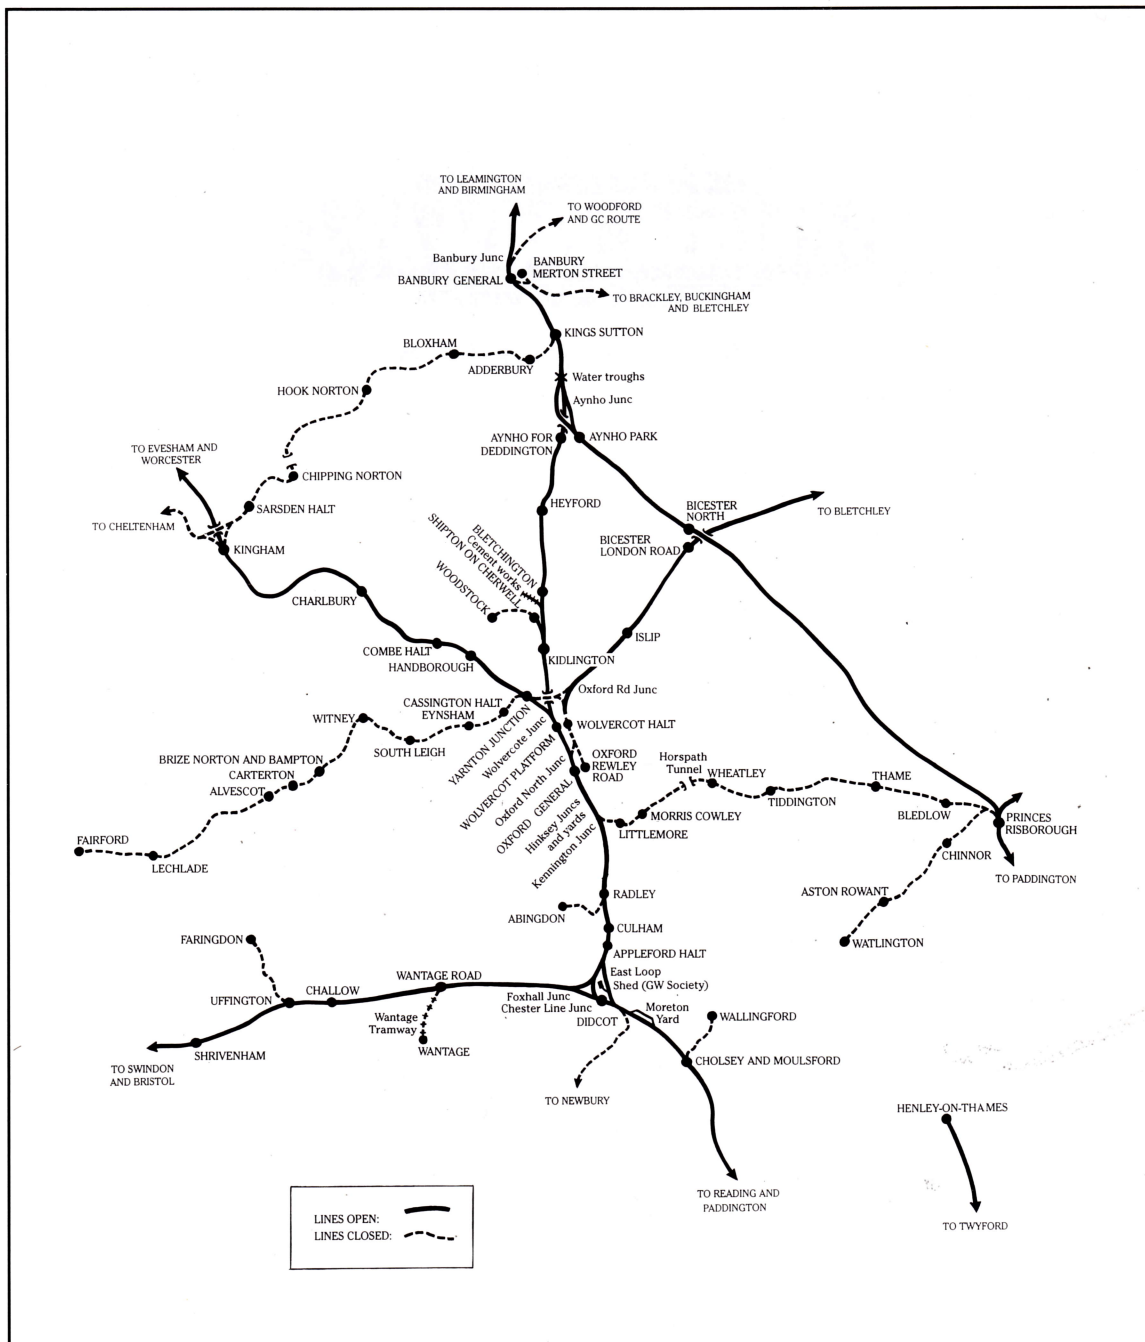 TO LEAMINGTON
AND BIRMINGHAM
TO WOODFORD
AND GC ROUTE
Banbury Junc
BANBURY
MERTON STREET
BANBURY GENERAL
TO BRACKLEY, BUCKINGHAM
AND BLETCHLEY
KINGS SUTTON
BLOXHAM
ADDERBURY
Water troughs
HOOK NORTON
Aynho Junc
AYNHO FOR
DEDDINGTON
AYNHO PARK
TO EVESHAM AND
WORCESTER
CHIPPING NORTON
SARSDEN HALT
HEYFORD
BICESTER
NORTH
TO BLETCHLEY
TO CHELTENHAM
KINGHAM
BICESTER
LONDON ROAD
BLETCHINGTON
Cement works
SHIPTON ON CHERWELL
WOODSTOCK
CHARLBURY
ISLIP
COMBE HALT
HANDBOROUGH
KIDLINGTON
Oxford Rd Junc
CASSINGTON HALT
EYNSHAM
WITNEY
SOUTH LEIGH
YARNTON JUNCTION
Wolvercote Junc
WOLVERCOT PLATFORM
WOLVERCOT HALT
Oxford North Junc
OXFORD GENERAL
OXFORD
REWLEY
ROAD
Hinksey Juncs
and yards
Kennington Junc
BRIZE NORTON AND BAMPTON
CARTERTON
ALVESCOT
Horspath
Tunnel
WHEATLEY
THAME
TIDDINGTON
MORRIS COWLEY
LITTLEMORE
BLEDLOW
PRINCES
RISBOROUGH
FAIRFORD
LECHLADE
CHINNOR
TO PADDINGTON
RADLEY
ABINGDON
ASTON ROWANT
CULHAM
FARINGDON
APPLEFORD HALT
WATLINGTON
East Loop
Shed (GW Society)
WANTAGE ROAD
CHALLOW
UFFINGTON
Foxhall Junc
Chester Line Junc
DIDCOT
Moreton
Yard
WALLINGFORD
Wantage
Tramway
WANTAGE
SHRIVENHAM
CHOLSEY AND MOULSFORD
TO SWINDON
AND BRISTOL
TO NEWBURY
HENLEY-ON-THAMES
TO READING AND
PADDINGTON
TO TWYFORD
LINES OPEN:
LINES CLOSED: